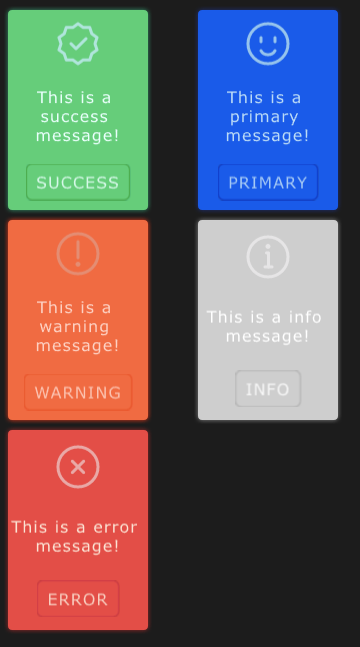 This is a
success
message!
SUCCESS
This is a
primary
message!
PRIMARY
This is a
warning
message!
WARNING
This is a info
message!
INFO
This is a error
message!
ERROR